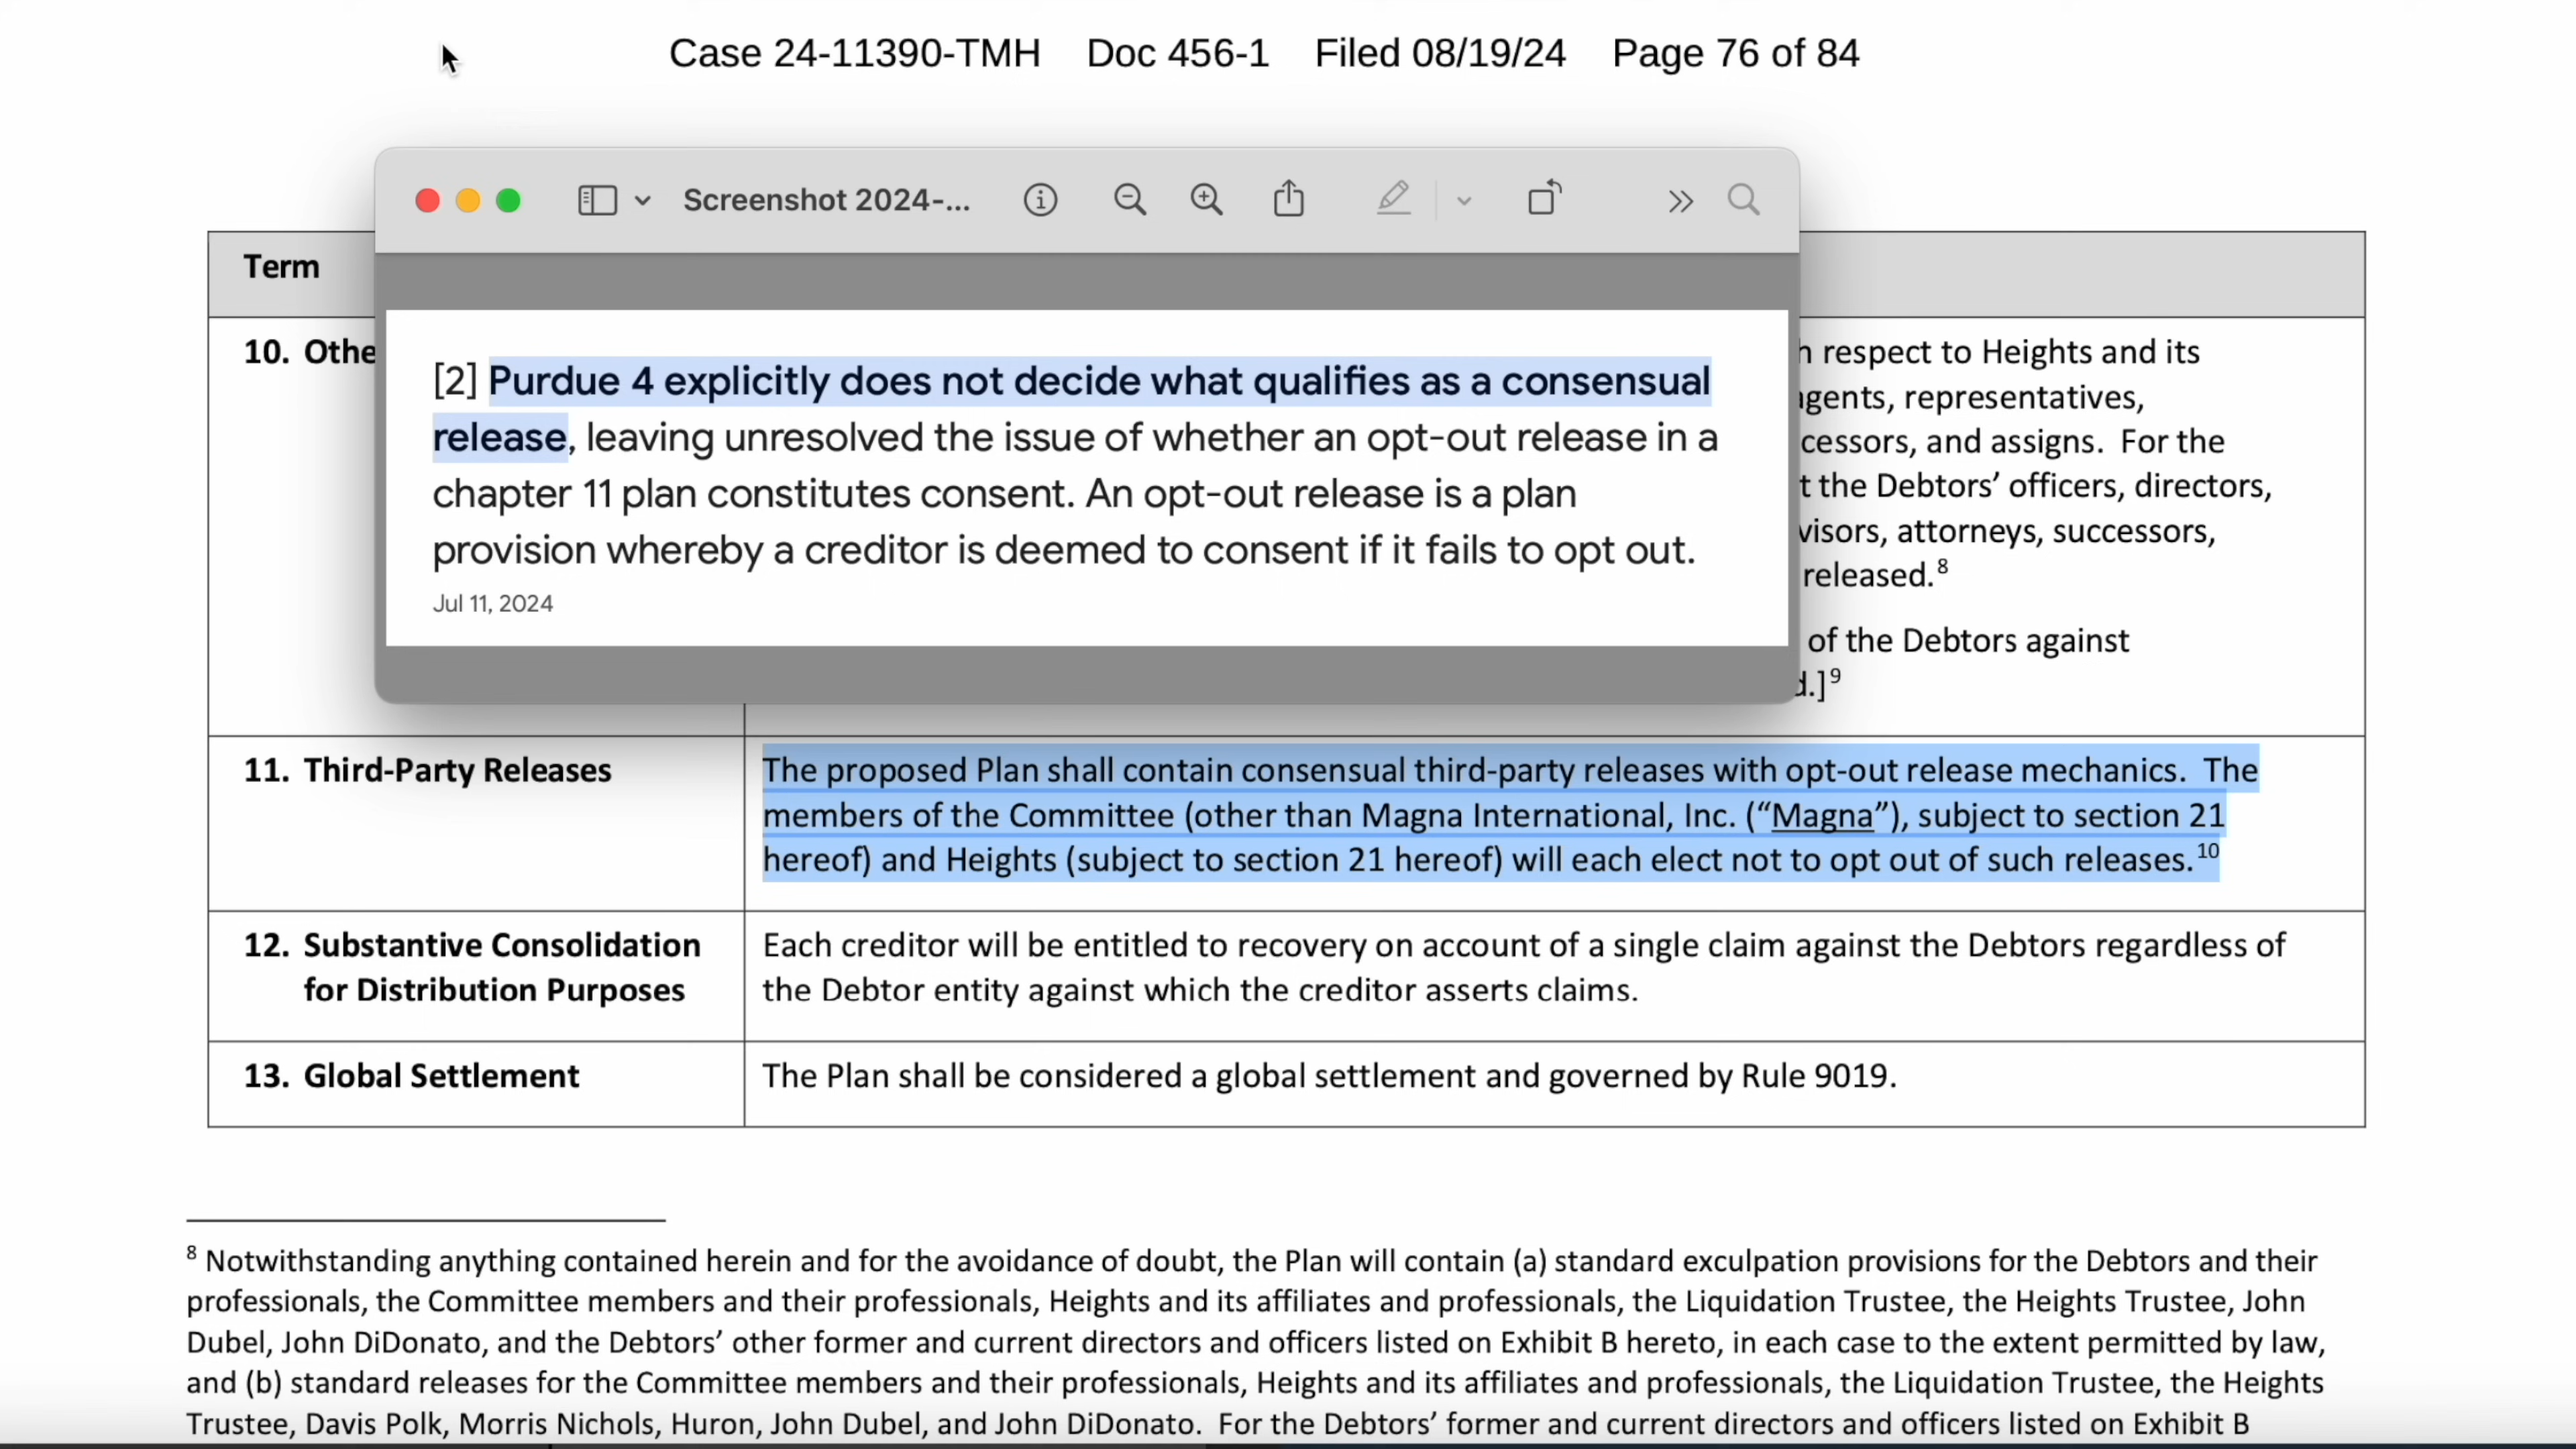 Case 24-11390-TMH Doc 456-1 Filed 08/19/24 Page 76 of 84
Screenshot 2024-...
Term
10. Othe
[2] Purdue 4 explicitly does not decide what qualifies as a consensual
release, leaving unresolved the issue of whether an opt-out release in a
chapter 11 plan constitutes consent. An opt-out release is a plan
provision whereby a creditor is deemed to consent if it fails to opt out.
Jul 11, 2024
respect to Heights and its
agents, representatives,
cessors, and assigns. For the
t the Debtors’ officers, directors,
visors, attorneys, successors,
released.8
of the Debtors against
d.]9
11. Third-Party Releases
The proposed Plan shall contain consensual third-party releases with opt-out release mechanics. The
members of the Committee (other than Magna International, Inc. (“Magna”), subject to section 21
hereof) and Heights (subject to section 21 hereof) will each elect not to opt out of such releases.10
12. Substantive Consolidation
for Distribution Purposes
Each creditor will be entitled to recovery on account of a single claim against the Debtors regardless of
the Debtor entity against which the creditor asserts claims.
13. Global Settlement
The Plan shall be considered a global settlement and governed by Rule 9019.
8 Notwithstanding anything contained herein and for the avoidance of doubt, the Plan will contain (a) standard exculpation provisions for the Debtors and their
professionals, the Committee members and their professionals, Heights and its affiliates and professionals, the Liquidation Trustee, the Heights Trustee, John
Dubel, John DiDonato, and the Debtors’ other former and current directors and officers listed on Exhibit B hereto, in each case to the extent permitted by law,
and (b) standard releases for the Committee members and their professionals, Heights and its affiliates and professionals, the Liquidation Trustee, the Heights
Trustee, Davis Polk, Morris Nichols, Huron, John Dubel, and John DiDonato. For the Debtors’ former and current directors and officers listed on Exhibit B